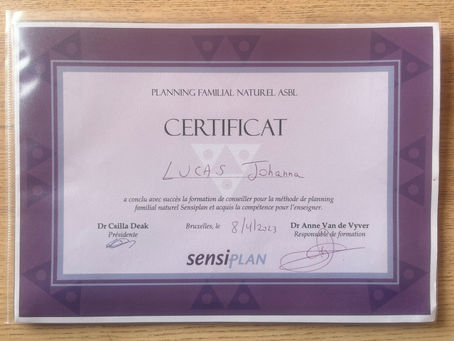 PLANNING FAMILIAL NATUREL ASBL
CERTIFICAT
LUCAS Johanna
a conclu avec succès la formation de conseiller pour la méthode de planning
familial naturel Sensiplan et acquis la compétence pour l'enseigner.
Dr Csilla Deak Bruxelles, le 8/4/2023 Dr Anne Van de Vyver
Présidente Responsable de formation
sensiPLAN